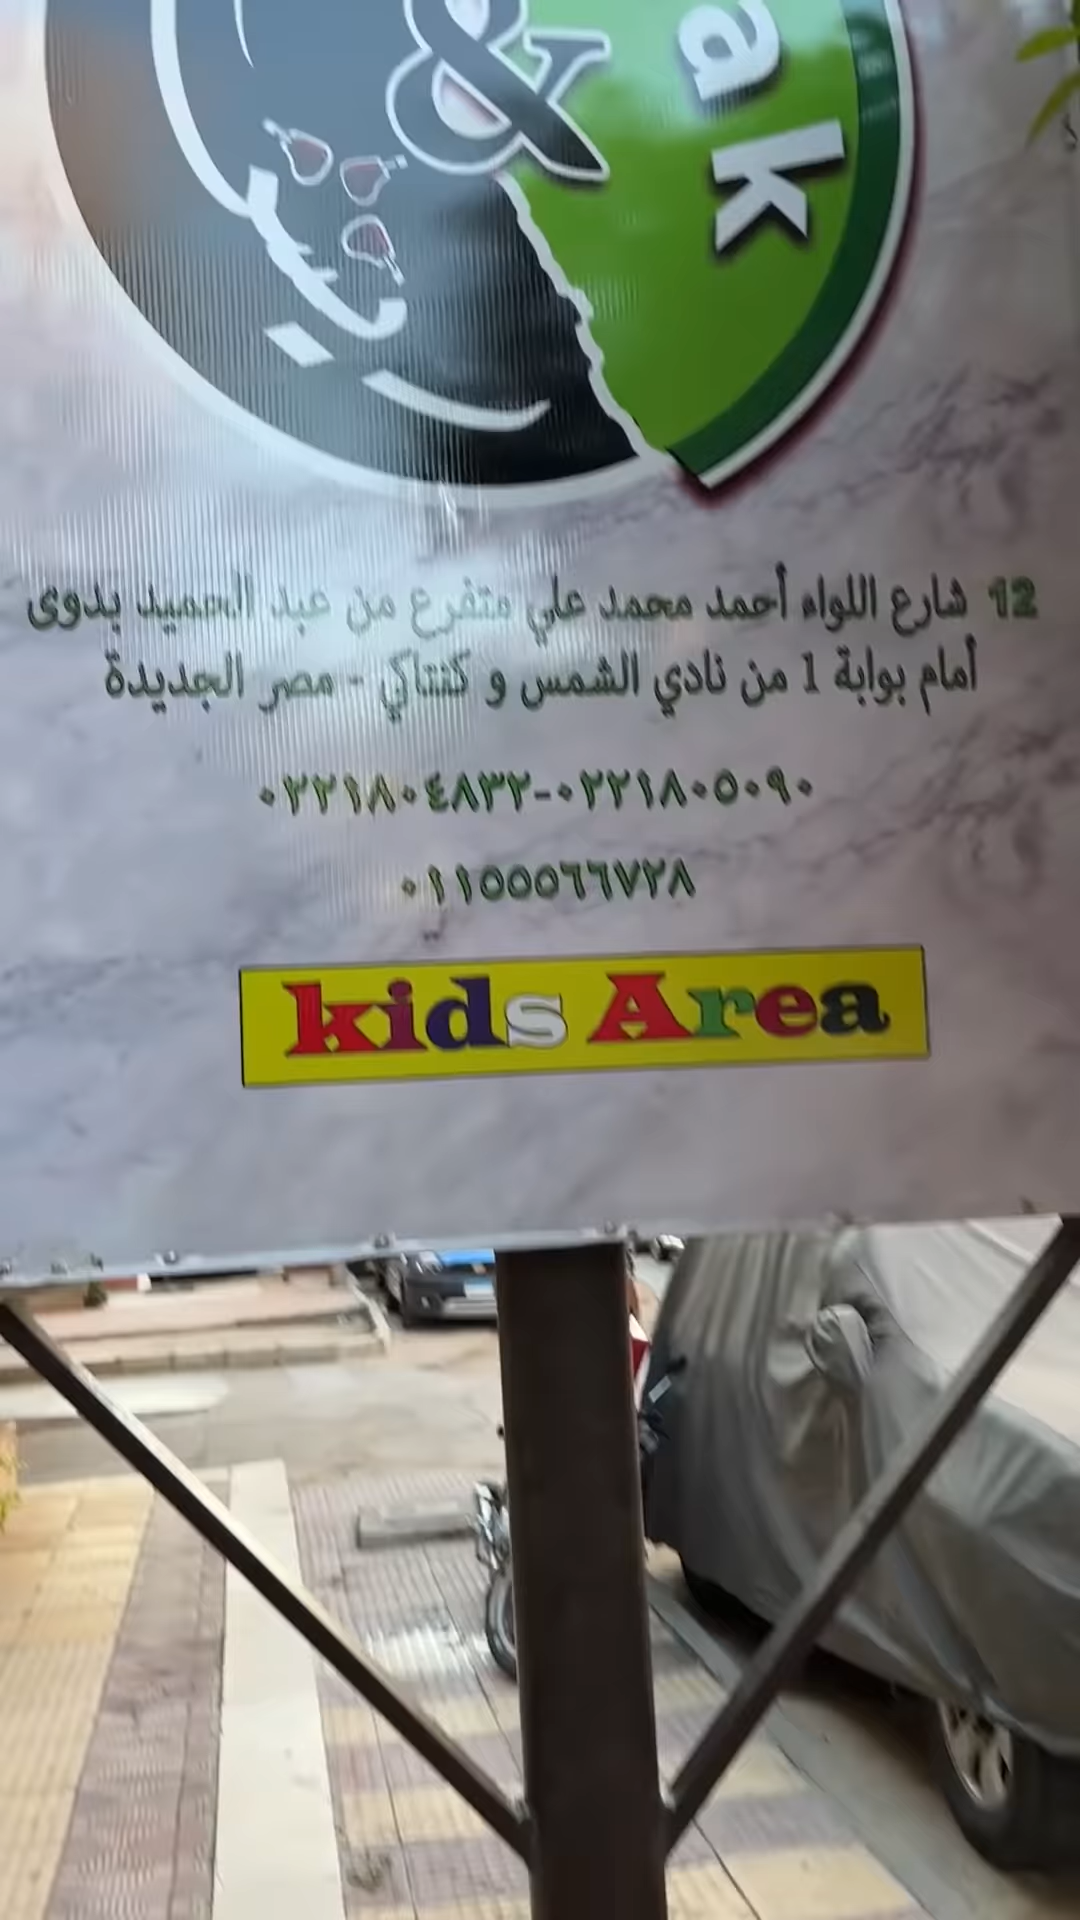 &
ak
12 شارع اللواء أحمد محمد علي متفرع من عبد الحميد بدوى
أمام بوابة 1 من نادي الشمس و كنتاكي - مصر الجديدة
٠٢٢١٨٠٤٨٣٢-٠٢٢١٨٠٥٠٩٠
٠١١٥٥٥٦٦٧٢٨
kids Area